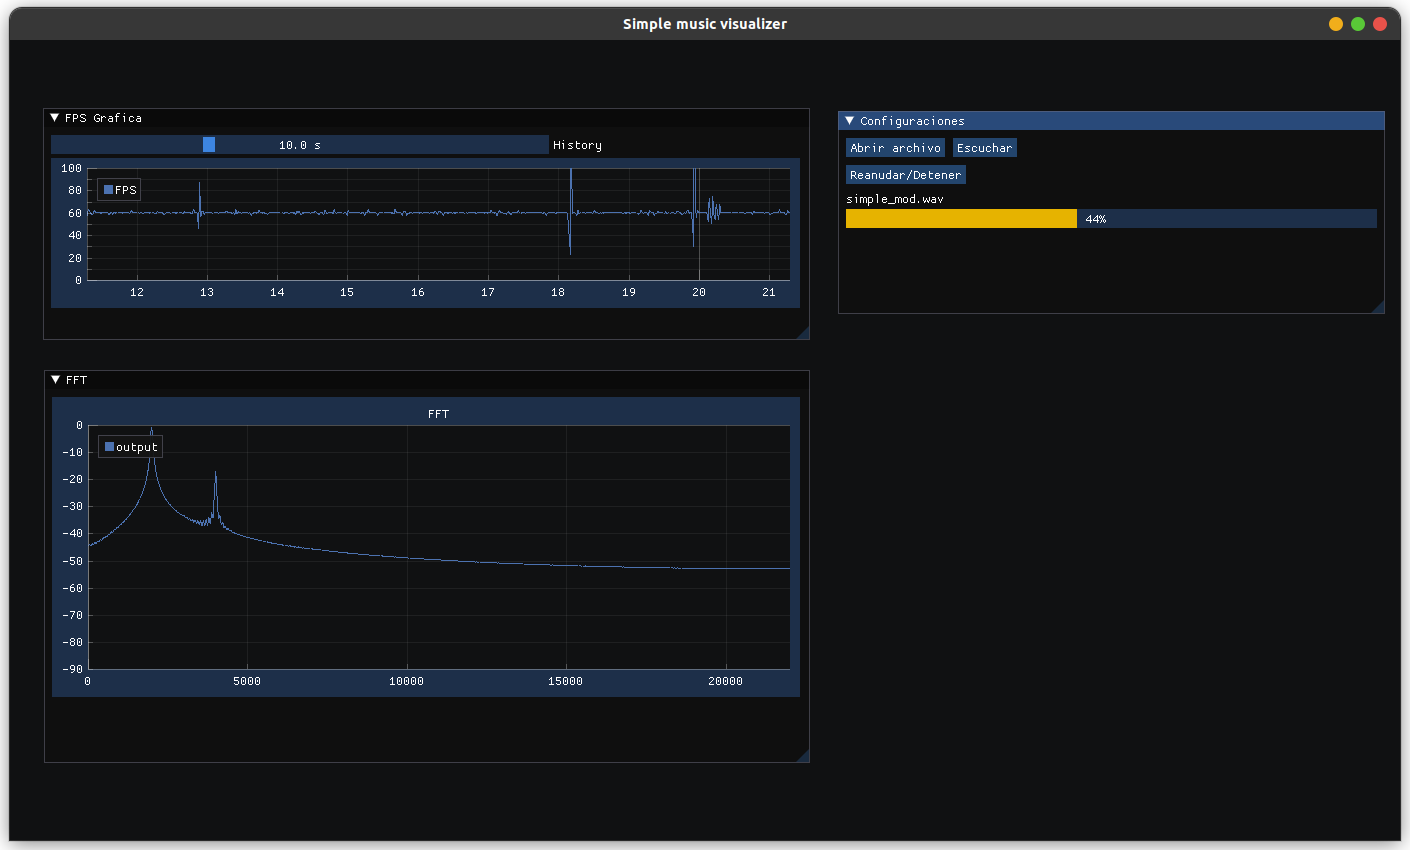 Simple music visualizer
FPS Grafica
10.0 s History
FPS
100
80
60
40
20
0
12 13 14 15 16 17 18 19 20 21
Configuraciones
Abrir archivo Escuchar
Reanudar/Detener
simple_mod.wav
44%
FFT
FFT
output
0
-10
-20
-30
-40
-50
-60
-70
-80
-90
0 5000 10000 15000 20000